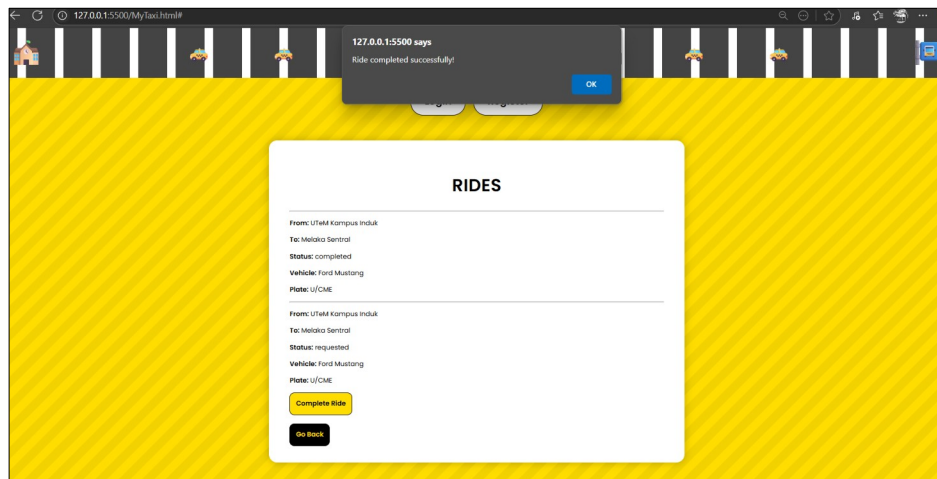 127.0.0.1:5500/MyTaxi.html#
127.0.0.1:5500 says
Ride completed successfully!
OK
RIDES
From: UTeM Kampus Induk
To: Melaka Sentral
Status: completed
Vehicle: Ford Mustang
Plate: U/CME
From: UTeM Kampus Induk
To: Melaka Sentral
Status: requested
Vehicle: Ford Mustang
Plate: U/CME
Complete Ride
Go Back